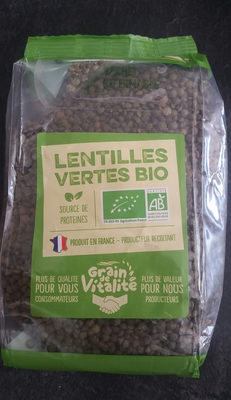 LENTILLES
VERTES BIO
SOURCE DE
PROTÉINES
AB
PRODUIT EN FRANCE - PRODUCTEUR RÉCOLTANT
Grain
de
Vitalité
PLUS DE QUALITÉ
POUR VOUS
CONSOMMATEURS
PLUS DE VALEUR
POUR NOUS
PRODUCTEURS